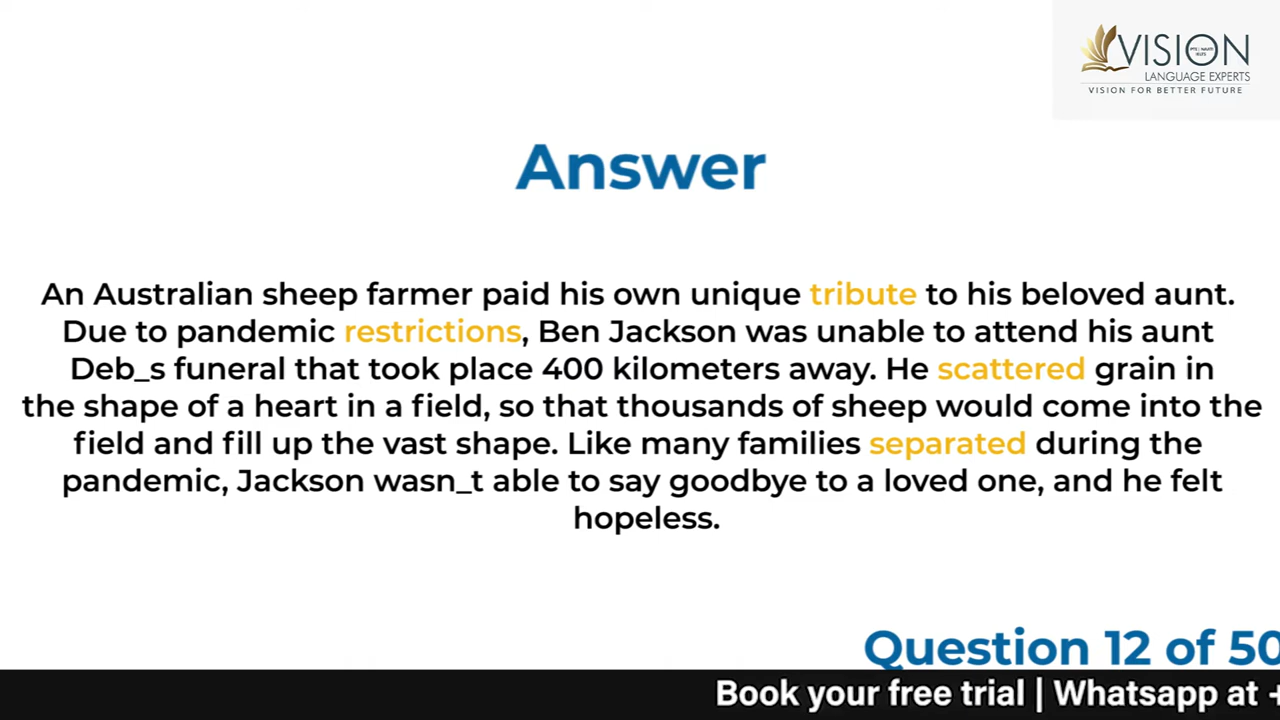 VISION
LANGUAGE EXPERTS
VISION FOR BETTER FUTURE
Answer
An Australian sheep farmer paid his own unique tribute to his beloved aunt.
Due to pandemic restrictions, Ben Jackson was unable to attend his aunt
Deb_s funeral that took place 400 kilometers away. He scattered grain in
the shape of a heart in a field, so that thousands of sheep would come into the
field and fill up the vast shape. Like many families separated during the
pandemic, Jackson wasn_t able to say goodbye to a loved one, and he felt
hopeless.
Question 12 of 50
Book your free trial | Whatsapp at +